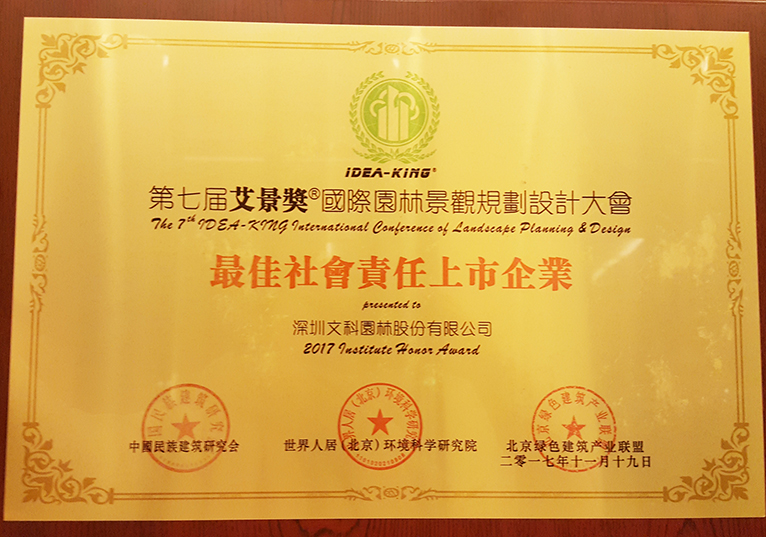 IDEA-KING®
第七届艾景獎®國際園林景觀規劃設計大會
The 7th IDEA-KING International Conference of Landscape Planning & Design
最佳社會責任上市企業
presented to
深圳文科園林股份有限公司
2017 Institute Honor Award
中國民族建筑研究会
世界人居(北京)环境科学研究院
北京绿色建筑产业联盟
二零一七年十一月十九日